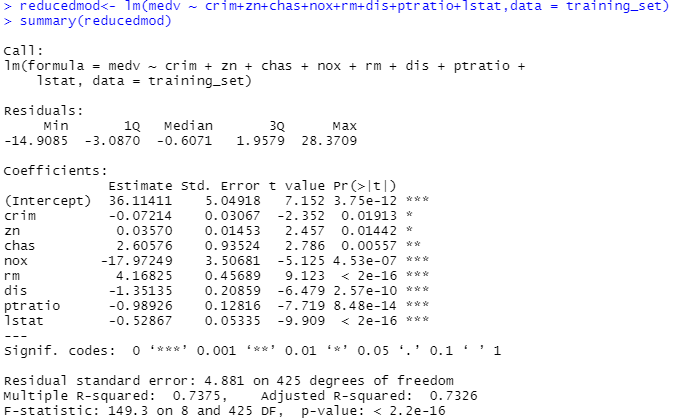 > reducedmod<- lm(medv ~ crim+zn+chas+nox+rm+dis+ptratio+lstat,data = training_set)
> summary(reducedmod)

Call:
lm(formula = medv ~ crim + zn + chas + nox + rm + dis + ptratio +
    lstat, data = training_set)

Residuals:
     Min       1Q   Median       3Q      Max
-14.9085  -3.0870  -0.6071   1.9579  28.3709

Coefficients:
             Estimate Std. Error t value Pr(>|t|)
(Intercept)  36.11411    5.04918   7.152 3.75e-12 ***
crim         -0.07214    0.03067  -2.352  0.01913 *
zn            0.03570    0.01453   2.457  0.01442 *
chas          2.60576    0.93524   2.786  0.00557 **
nox         -17.97249    3.50681  -5.125 4.53e-07 ***
rm            4.16825    0.45689   9.123  < 2e-16 ***
dis          -1.35135    0.20859  -6.479 2.57e-10 ***
ptratio      -0.98926    0.12816  -7.719 8.48e-14 ***
lstat        -0.52867    0.05335  -9.909  < 2e-16 ***
---
Signif. codes:  0 ‘***’ 0.001 ‘**’ 0.01 ‘*’ 0.05 ‘.’ 0.1 ‘ ’ 1

Residual standard error: 4.881 on 425 degrees of freedom
Multiple R-squared:  0.7375,    Adjusted R-squared:  0.7326
F-statistic: 149.3 on 8 and 425 DF,  p-value: < 2.2e-16